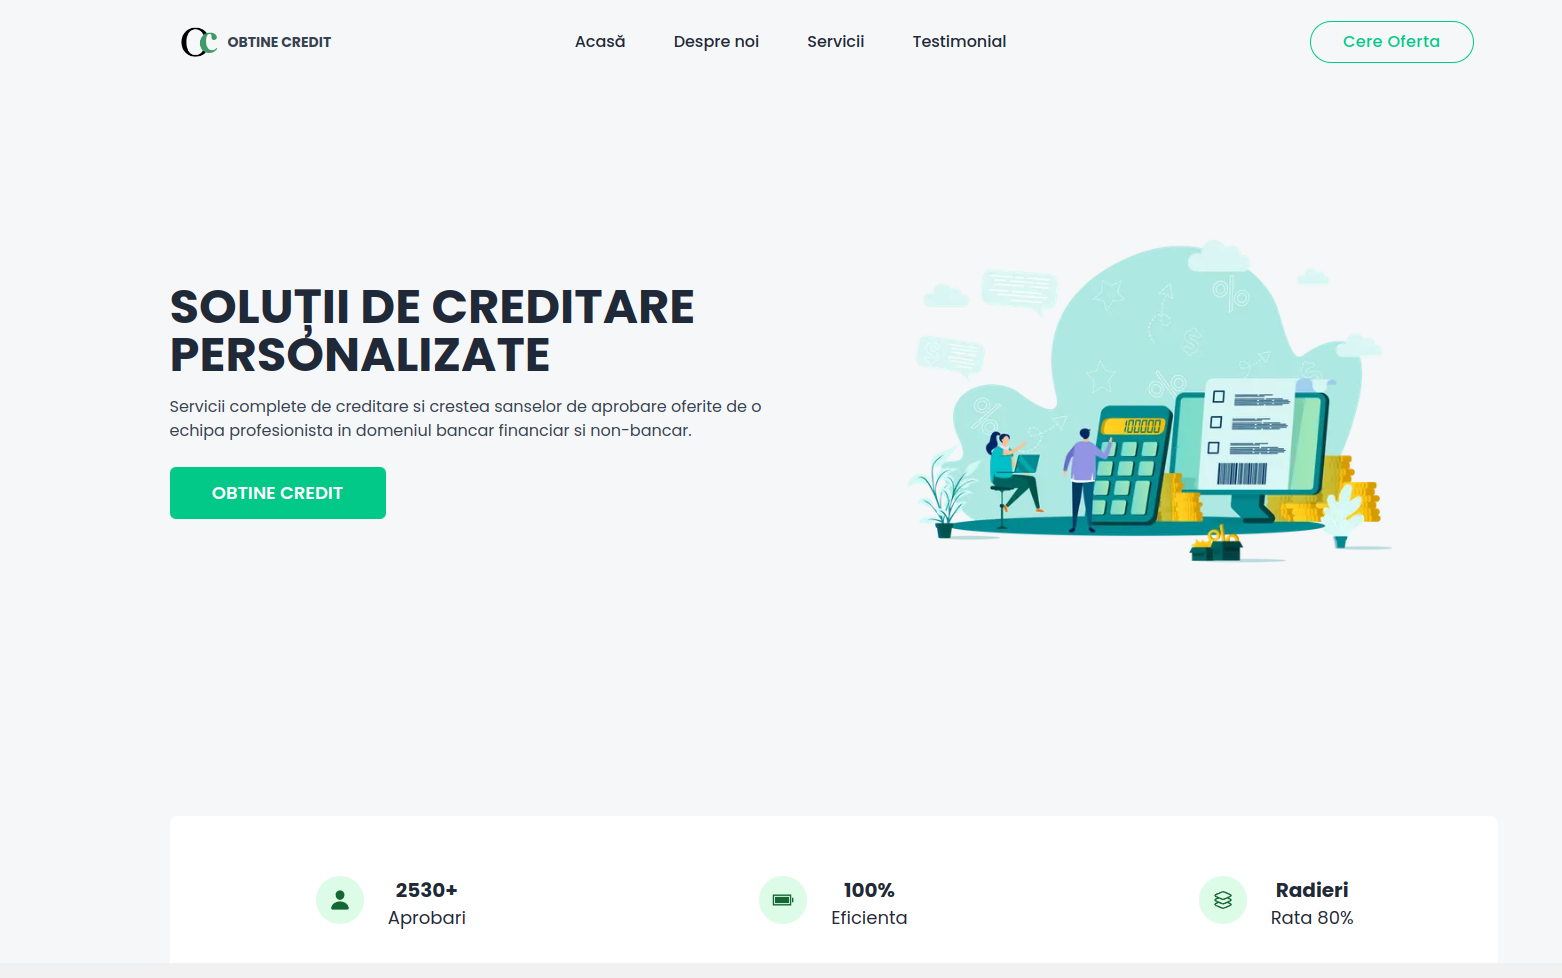 Oc OBTINE CREDIT
Acasă
Despre noi
Servicii
Testimonial
Cere Oferta
SOLUȚII DE CREDITARE
PERSONALIZATE
Servicii complete de creditare si crestea sanselor de aprobare oferite de o
echipa profesionista in domeniul bancar financiar si non-bancar.
OBTINE CREDIT
100000
2530+
Aprobari
100%
Eficienta
Radieri
Rata 80%